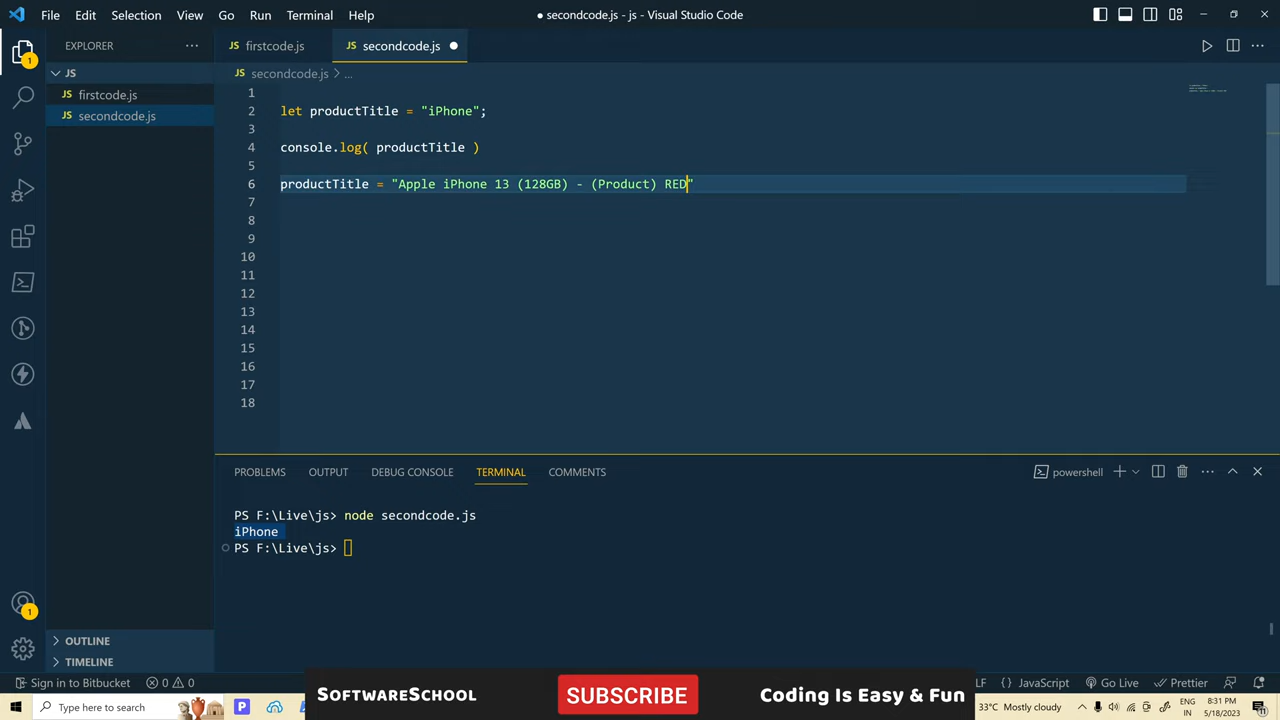 File Edit Selection View Go Run Terminal Help
● secondcode.js - js - Visual Studio Code
EXPLORER
JS
firstcode.js
secondcode.js
JS firstcode.js
JS secondcode.js
JS secondcode.js > ...
1
2 let productTitle = "iPhone";
3
4 console.log( productTitle )
5
6 productTitle = "Apple iPhone 13 (128GB) - (Product) RED"
7
8
9
10
11
12
13
14
15
16
17
18
PROBLEMS OUTPUT DEBUG CONSOLE TERMINAL COMMENTS
powershell
PS F:\Live\js> node secondcode.js
iPhone
PS F:\Live\js>
1
1
OUTLINE
TIMELINE
Sign in to Bitbucket 0 0
LF {} JavaScript Go Live Prettier
SOFTWARESCHOOL
SUBSCRIBE
Coding Is Easy & Fun
Type here to search
33°C Mostly cloudy
ENG
IN
8:31 PM
5/18/2023